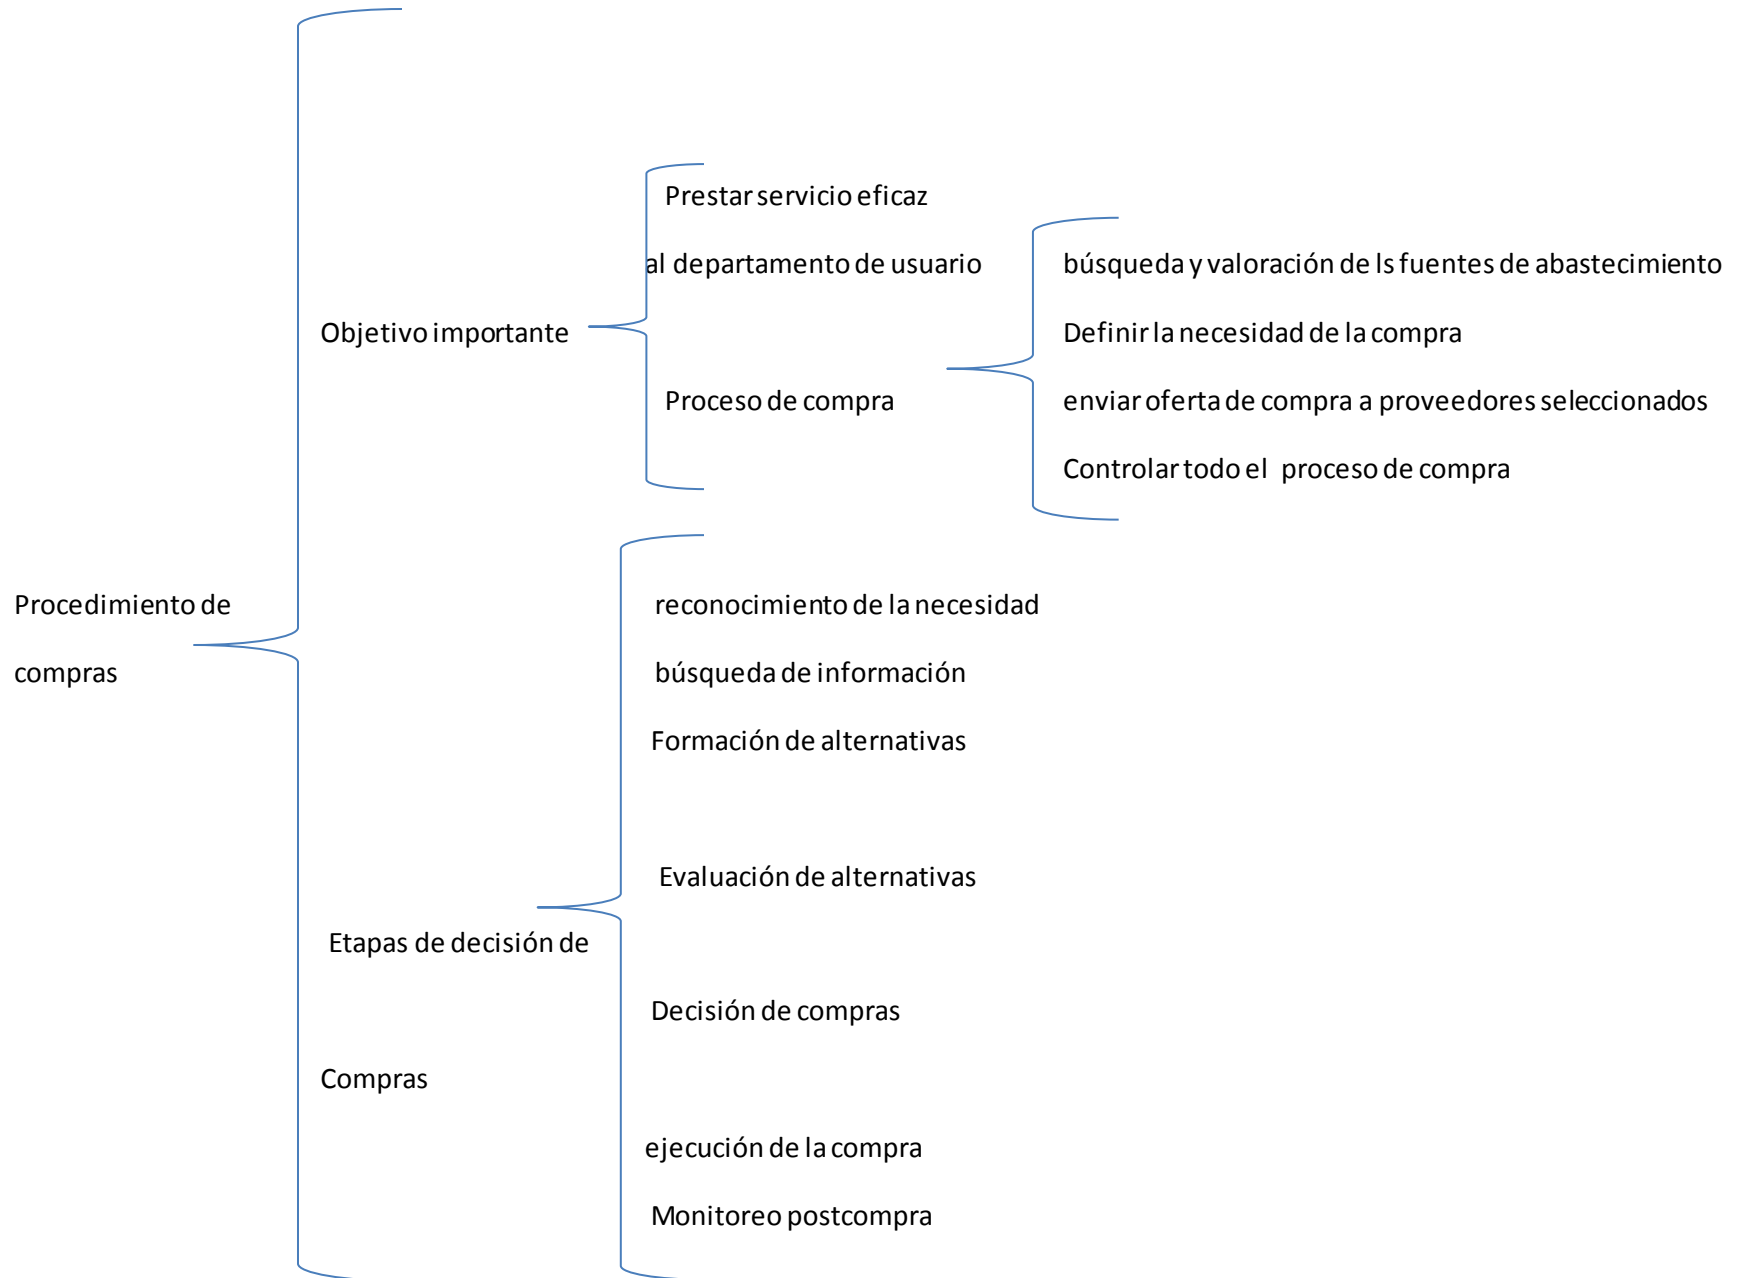 Prestar servicio eficaz
al departamento de usuario
búsqueda y valoración de ls fuentes de abastecimiento
Objetivo importante
Definir la necesidad de la compra
Proceso de compra
enviar oferta de compra a proveedores seleccionados
Controlar todo el proceso de compra
Procedimiento de
compras
reconocimiento de la necesidad
búsqueda de información
Formación de alternativas
Evaluación de alternativas
Etapas de decisión de
Compras
Decisión de compras
ejecución de la compra
Monitoreo postcompra